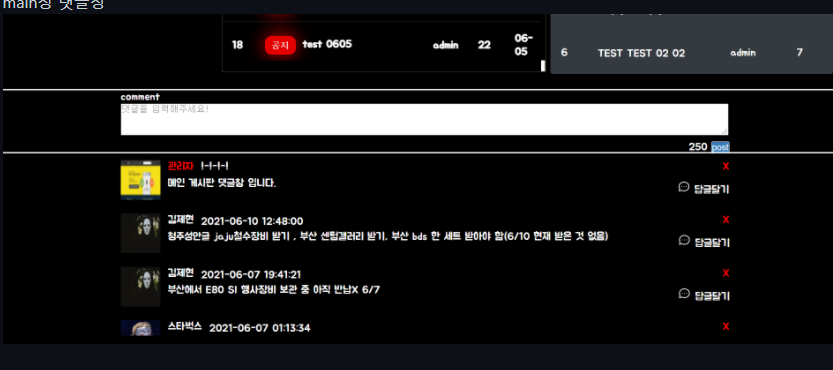 main창 댓글창
18 공지 test 0605 admin 22 06-05
6 TEST TEST 02 02 admin 7
comment
댓글을 입력해주세요!
250 post
관리자 !-!-!-! X
메인 게시판 댓글창 입니다.
답글달기
김제현 2021-06-10 12:48:00 X
청주성안글 jaju철수장비 받기 , 부산 센텀갤러리 받기, 부산 bds 한 세트 받아야 함(6/10 현재 받은 것 없음)
답글달기
김제현 2021-06-07 19:41:21 X
부산에서 E80 SI 행사장비 보관 중 아직 반납X 6/7
답글달기
스타벅스 2021-06-07 01:13:34 X